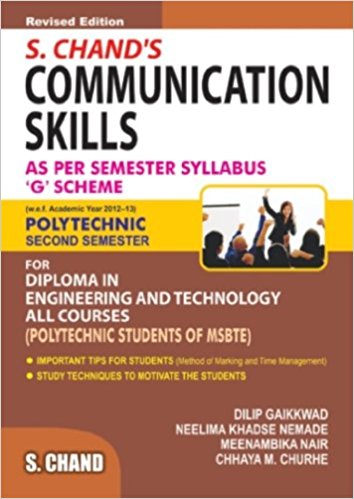 Revised Edition
S. CHAND'S
COMMUNICATION
SKILLS
AS PER SEMESTER SYLLABUS
'G' SCHEME
(w.e.f. Academic Year 2012–13)
POLYTECHNIC
SECOND SEMESTER
FOR
DIPLOMA IN
ENGINEERING AND TECHNOLOGY
ALL COURSES
(POLYTECHNIC STUDENTS OF MSBTE)
• IMPORTANT TIPS FOR STUDENTS (Method of Marking and Time Management)
• STUDY TECHNIQUES TO MOTIVATE THE STUDENTS
DILIP GAIKKWAD
NEELIMA KHADSE NEMADE
MEENAMBIKA NAIR
CHHAYA M. CHURHE
S. CHAND